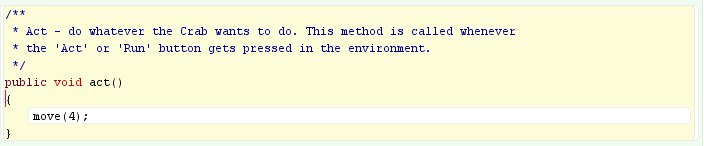 /**
 * Act - do whatever the Crab wants to do. This method is called whenever
 * the 'Act' or 'Run' button gets pressed in the environment.
 */
public void act()
{
    move(4);
}